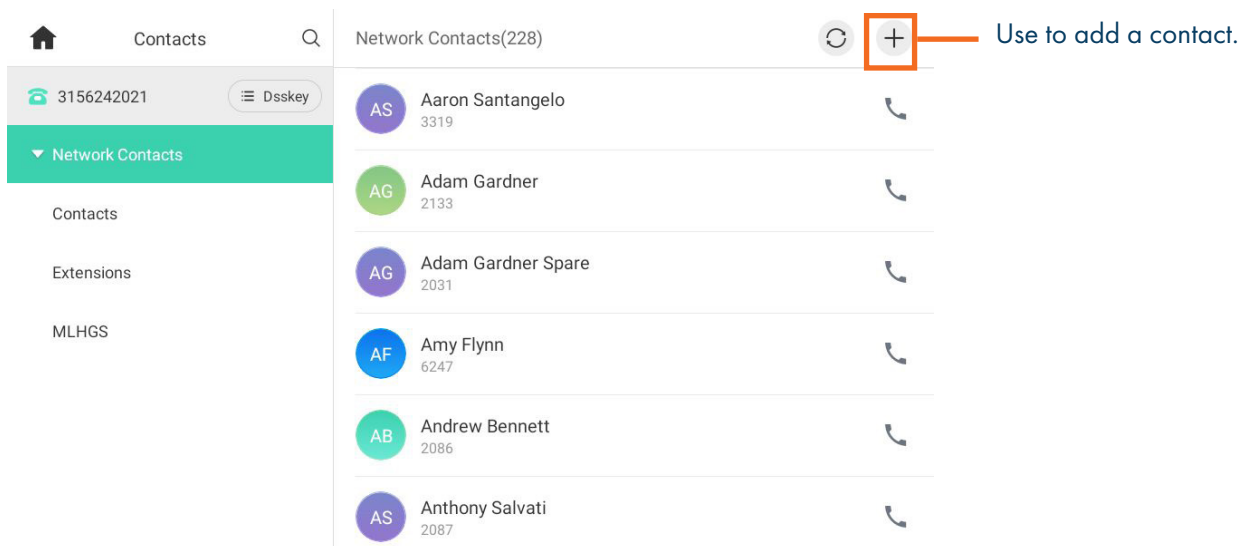 Contacts
3156242021
Dsskey
Network Contacts
Contacts
Extensions
MLHGS
Network Contacts(228)
Use to add a contact.
AS
Aaron Santangelo
3319
AG
Adam Gardner
2133
AG
Adam Gardner Spare
2031
AF
Amy Flynn
6247
AB
Andrew Bennett
2086
AS
Anthony Salvati
2087